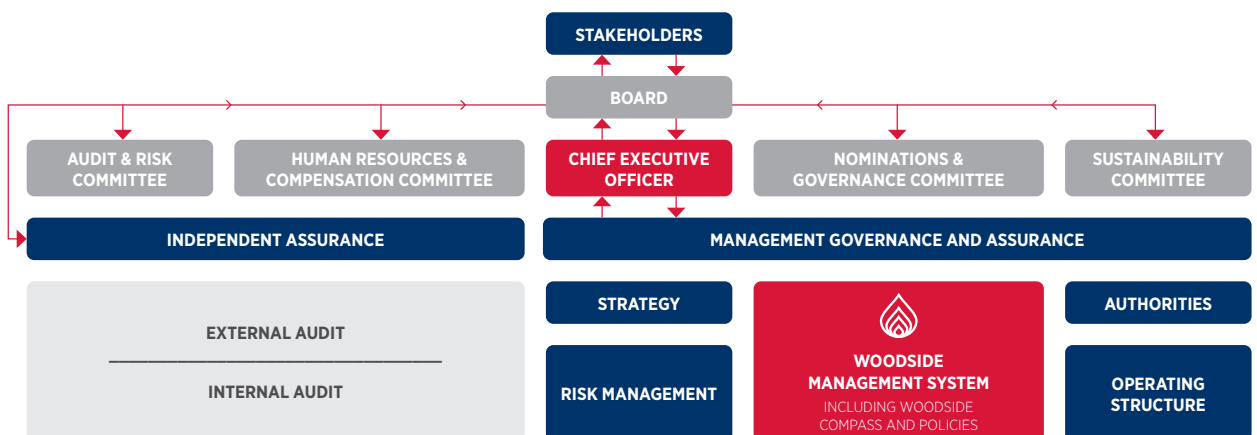 STAKEHOLDERS
BOARD
AUDIT & RISK
COMMITTEE
HUMAN RESOURCES &
COMPENSATION COMMITTEE
CHIEF EXECUTIVE
OFFICER
NOMINATIONS &
GOVERNANCE COMMITTEE
SUSTAINABILITY
COMMITTEE
INDEPENDENT ASSURANCE
MANAGEMENT GOVERNANCE AND ASSURANCE
EXTERNAL AUDIT
INTERNAL AUDIT
STRATEGY
RISK MANAGEMENT
WOODSIDE
MANAGEMENT SYSTEM
INCLUDING WOODSIDE
COMPASS AND POLICIES
AUTHORITIES
OPERATING
STRUCTURE